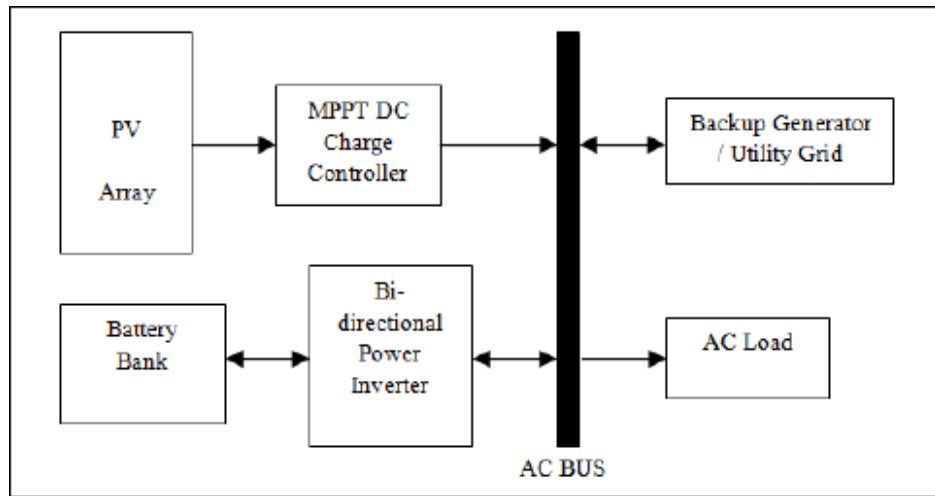 PV
Array
MPPT DC
Charge
Controller
Backup Generator
/ Utility Grid
Battery
Bank
Bi-
directional
Power
Inverter
AC Load
AC BUS